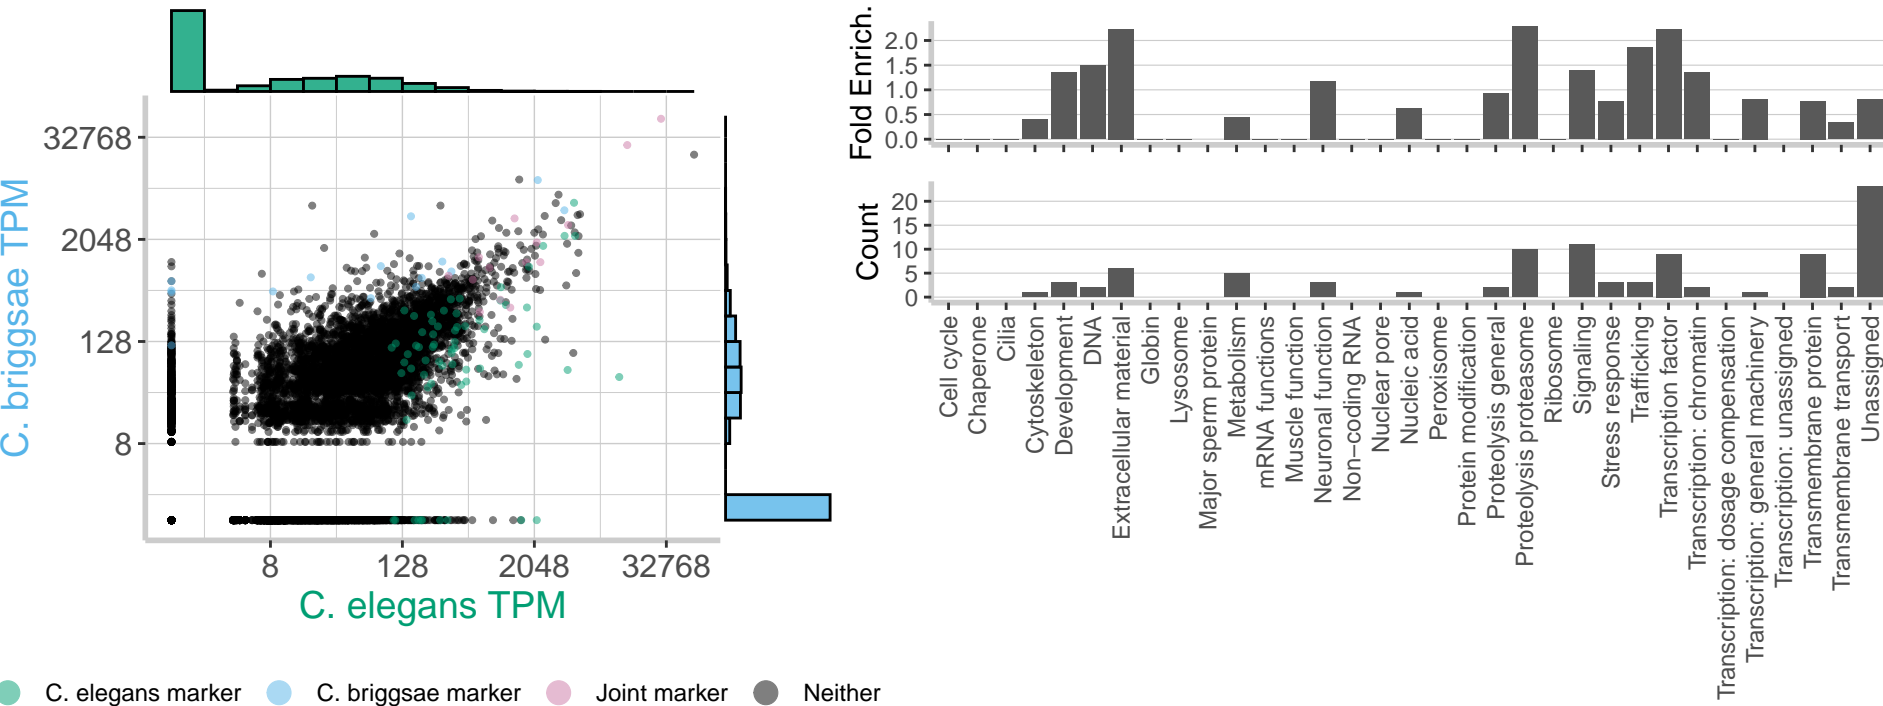 32768
2048
128
8
C. briggsae TPM
8
128
2048
32768
C. elegans TPM
C. elegans marker
C. briggsae marker
Joint marker
Neither
Fold Enrich.
2.0
1.5
1.0
0.5
0.0
Count
20
15
10
5
0
Cell cycle
Chaperone
Cilia
Cytoskeleton
Development
DNA
Extracellular material
Globin
Lysosome
Major sperm protein
Metabolism
mRNA functions
Muscle function
Neuronal function
Non−coding RNA
Nuclear pore
Nucleic acid
Peroxisome
Protein modification
Proteolysis general
Proteolysis proteasome
Ribosome
Signaling
Stress response
Trafficking
Transcription factor
Transcription: chromatin
Transcription: dosage compensation
Transcription: general machinery
Transcription: unassigned
Transmembrane protein
Transmembrane transport
Unassigned